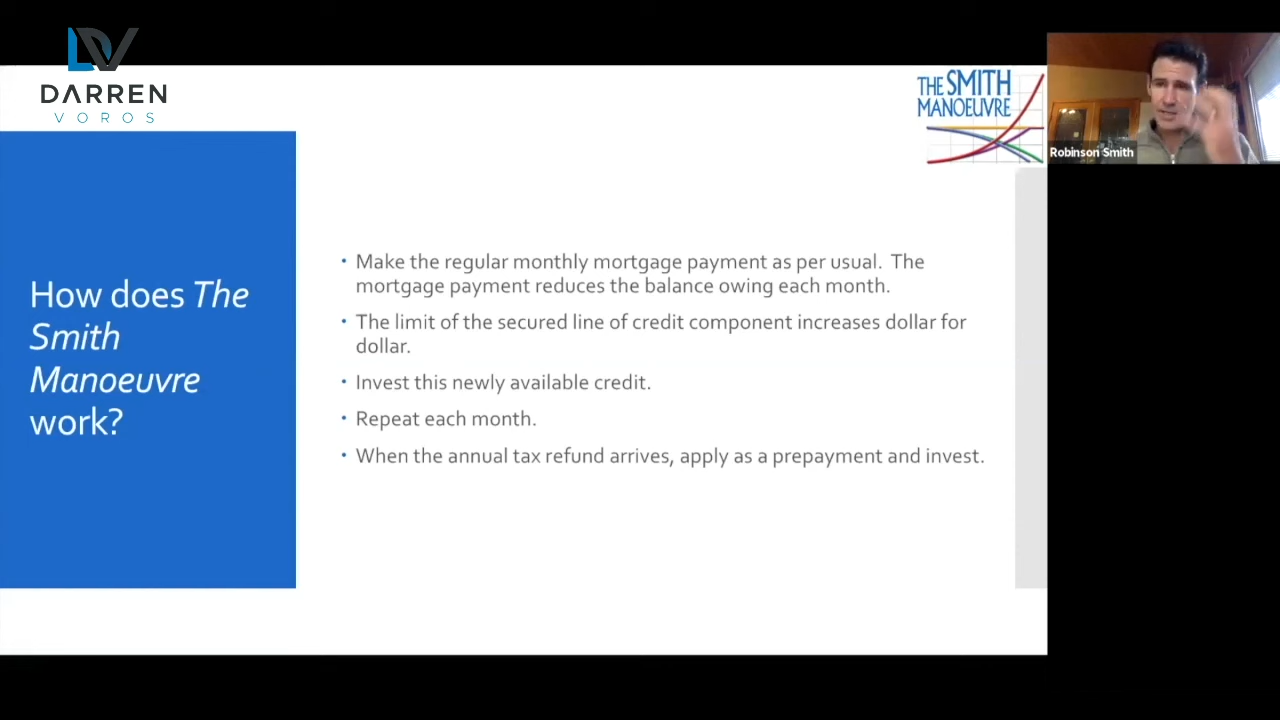 DV
DARREN
VOROS
THE SMITH
MANOEUVRE
Robinson Smith
How does The
Smith
Manoeuvre
work?
• Make the regular monthly mortgage payment as per usual. The
mortgage payment reduces the balance owing each month.
• The limit of the secured line of credit component increases dollar for
dollar.
• Invest this newly available credit.
• Repeat each month.
• When the annual tax refund arrives, apply as a prepayment and invest.